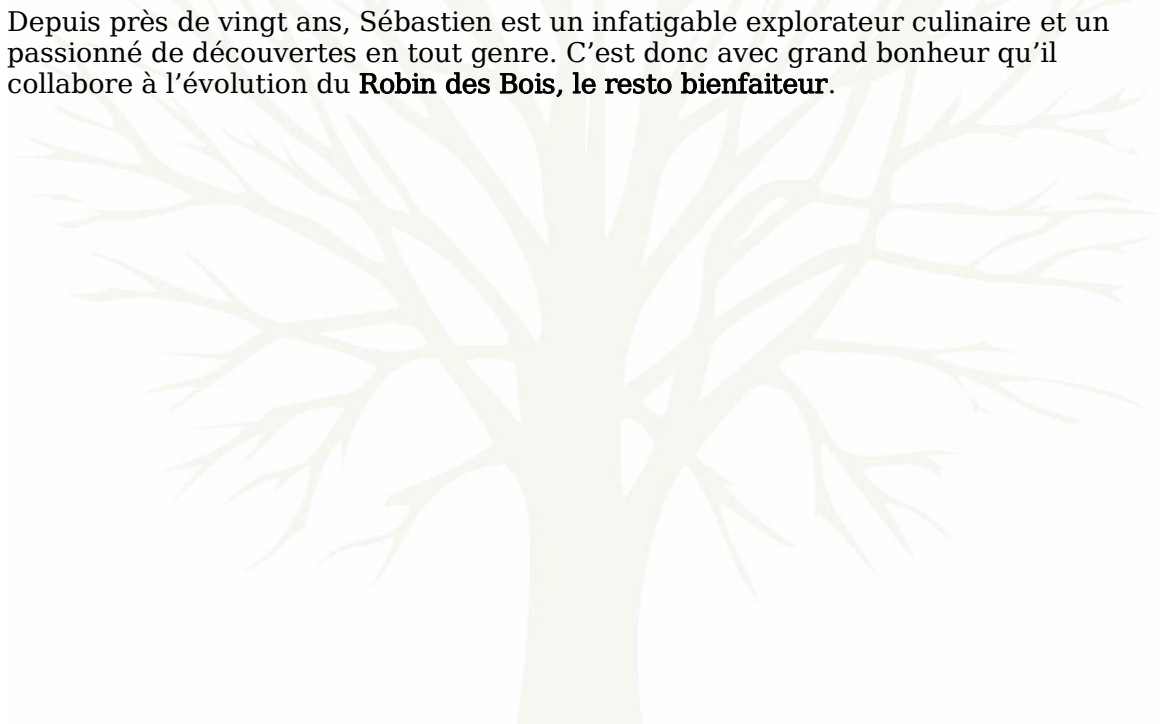 Depuis près de vingt ans, Sébastien est un infatigable explorateur culinaire et un
passionné de découvertes en tout genre. C’est donc avec grand bonheur qu’il
collabore à l’évolution du Robin des Bois, le resto bienfaiteur.